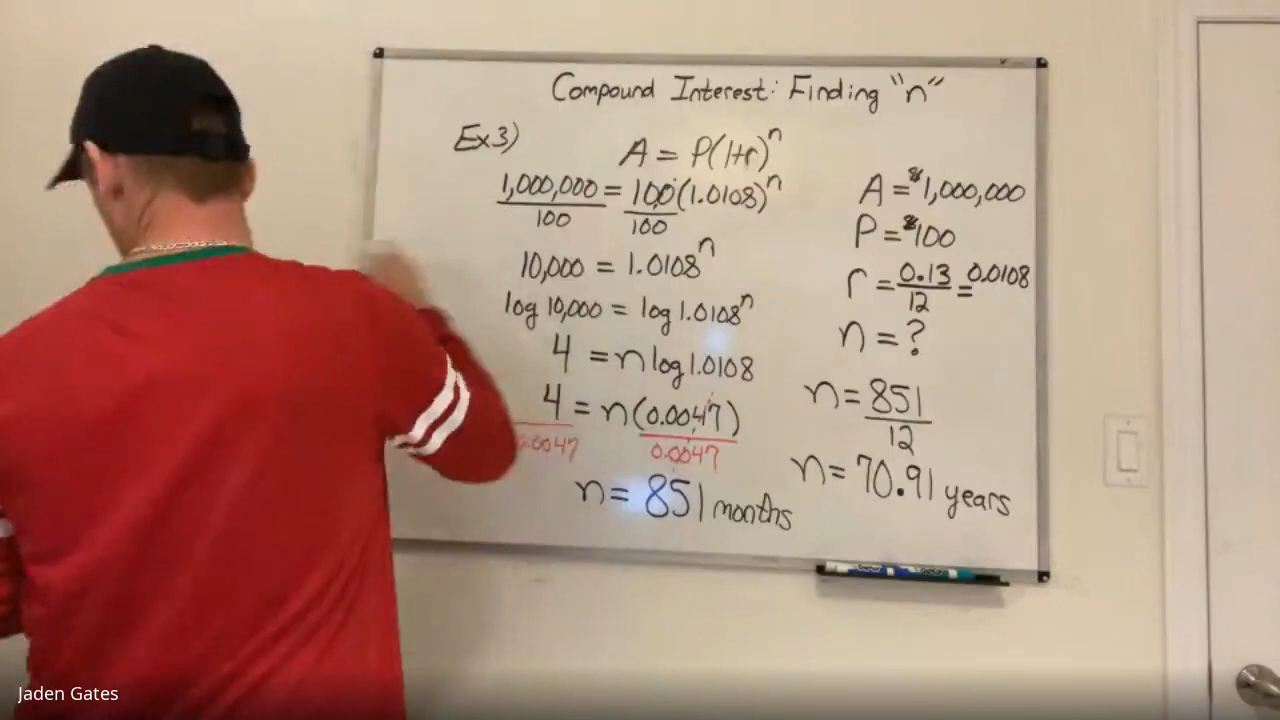 Compound Interest: Finding "n"
Ex3)
A = P(1+r)^n
1,000,000 = 100(1.0108)^n
100 100
10,000 = 1.0108^n
log 10,000 = log 1.0108^n
4 = n log 1.0108
4 = n(0.0047)
0.0047 0.0047
n = 851 months
A = $1,000,000
P = $100
r = 0.13/12 = 0.0108
n = ?
n = 851/12
n = 70.91 years
Jaden Gates